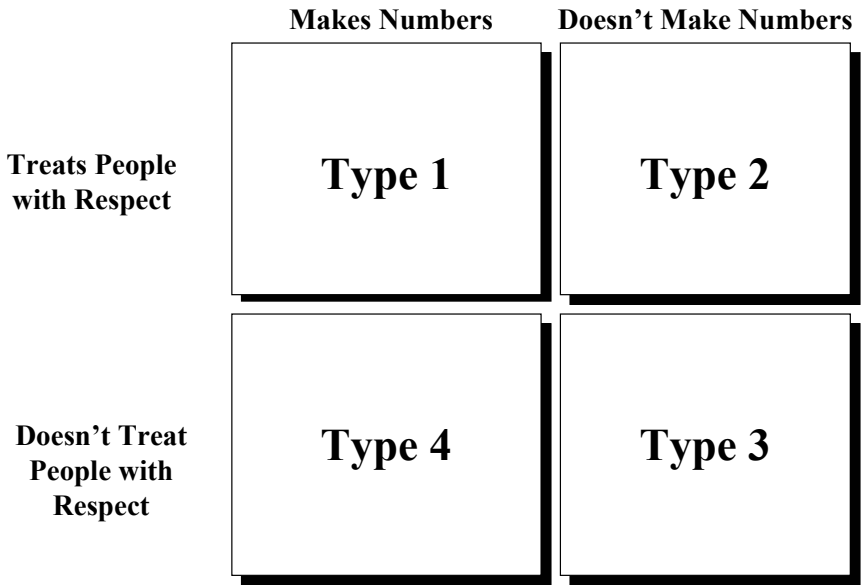 Makes Numbers
Doesn't Make Numbers
Treats People
with Respect
Type 1
Type 2
Doesn't Treat
People with
Respect
Type 4
Type 3